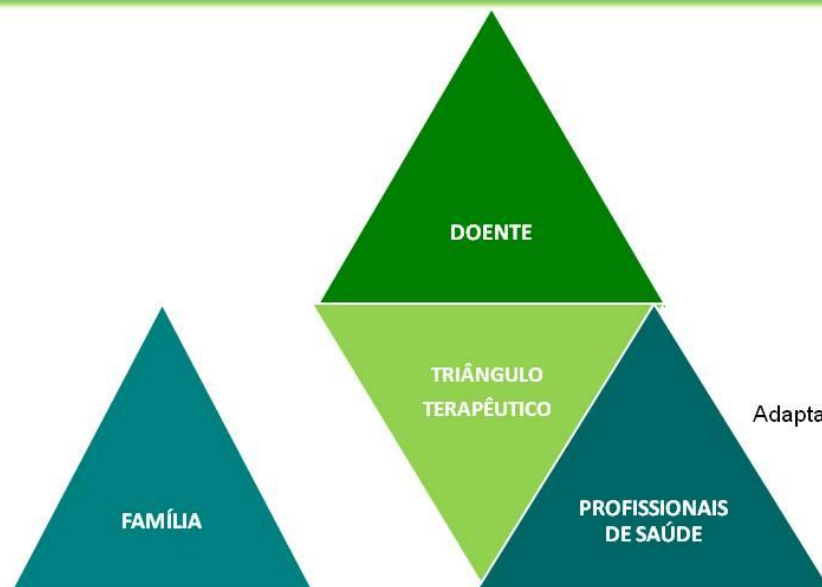 DOENTE
TRIÂNGULO
TERAPÊUTICO
Adapta
FAMÍLIA
PROFISSIONAIS
DE SAÚDE